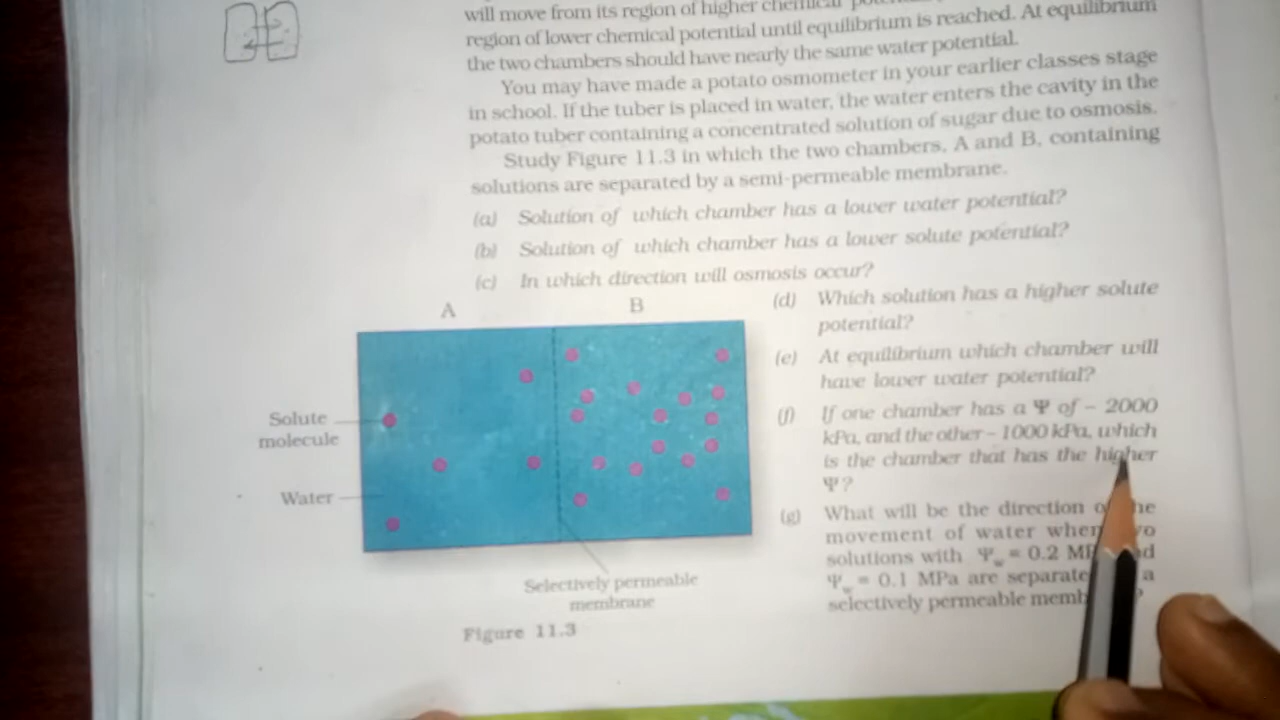 will move from its region of higher chemical
region of lower chemical potential until equilibrium is reached. At equilibrium
the two chambers should have nearly the same water potential.
You may have made a potato osmometer in your earlier classes stage
in school. If the tuber is placed in water, the water enters the cavity in the
potato tuber containing a concentrated solution of sugar due to osmosis.
Study Figure 11.3 in which the two chambers, A and B, containing
solutions are separated by a semi-permeable membrane.
(a) Solution of which chamber has a lower water potential?
(b) Solution of which chamber has a lower solute potential?
(c) In which direction will osmosis occur?
(d) Which solution has a higher solute
potential?
(e) At equilibrium which chamber will
have lower water potential?
(f) If one chamber has a Ψ of – 2000
kPa, and the other – 1000 kPa, which
is the chamber that has the higher
Ψ?
(g) What will be the direction of the
movement of water when two
solutions with Ψw = 0.2 MPa and
Ψw = 0.1 MPa are separated a
selectively permeable membrane?
A B
Solute
molecule
Water
Selectively permeable
membrane
Figure 11.3